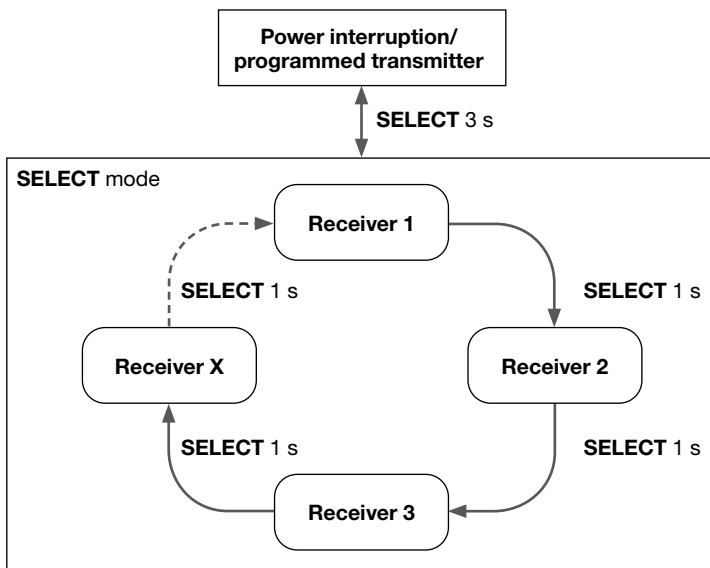 Power interruption/
programmed transmitter
SELECT 3 s
SELECT mode
Receiver 1
SELECT 1 s
SELECT 1 s
Receiver X
Receiver 2
SELECT 1 s
SELECT 1 s
Receiver 3